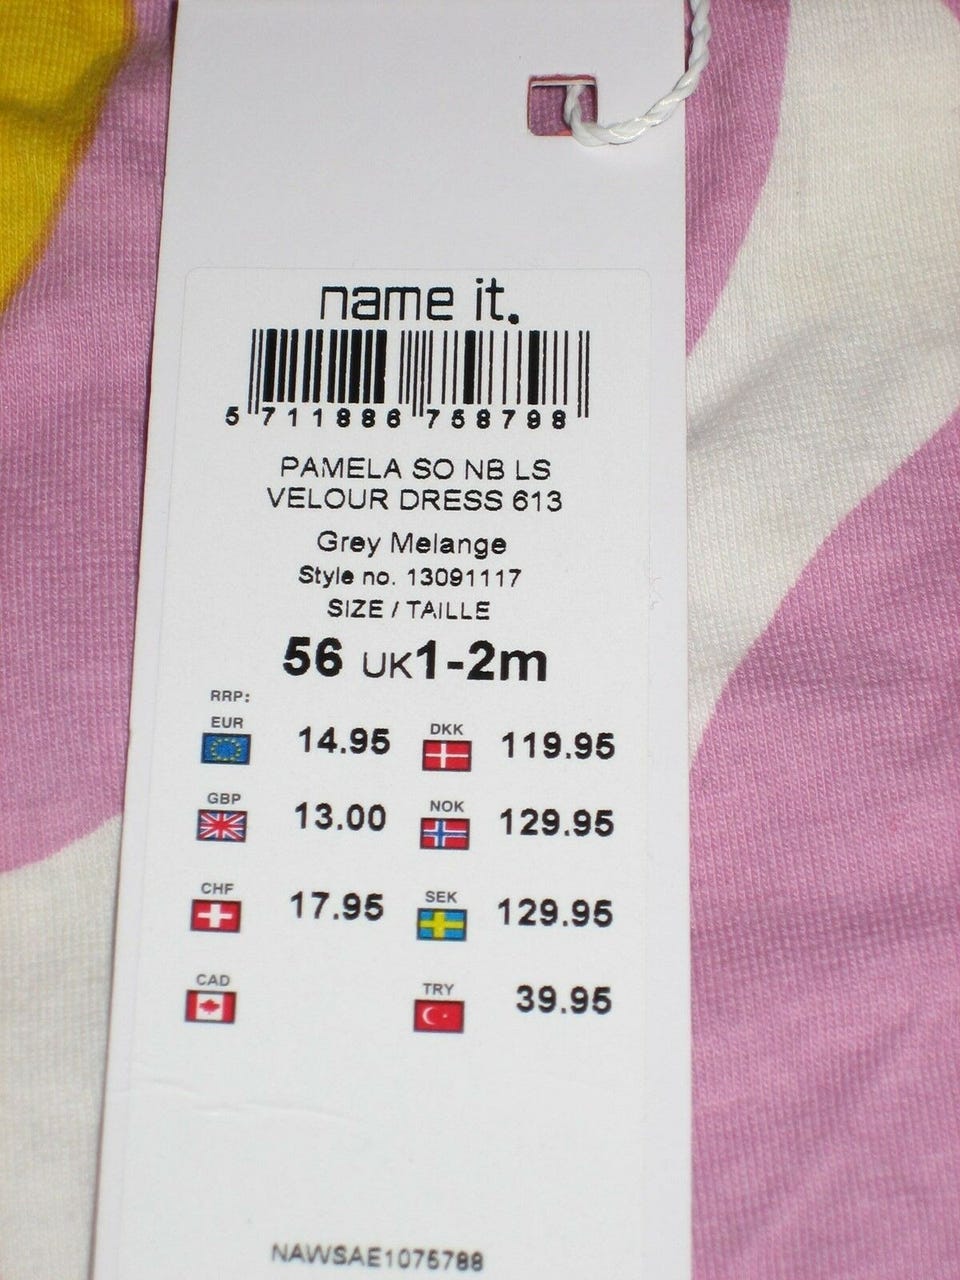 name it.
5 711886 758798
PAMELA SO NB LS
VELOUR DRESS 613
Grey Melange
Style no. 13091117
SIZE / TAILLE
56 UK1-2m
RRP:
EUR 14.95 DKK 119.95
GBP 13.00 NOK 129.95
CHF 17.95 SEK 129.95
CAD TRY 39.95
NAWSAE1075788